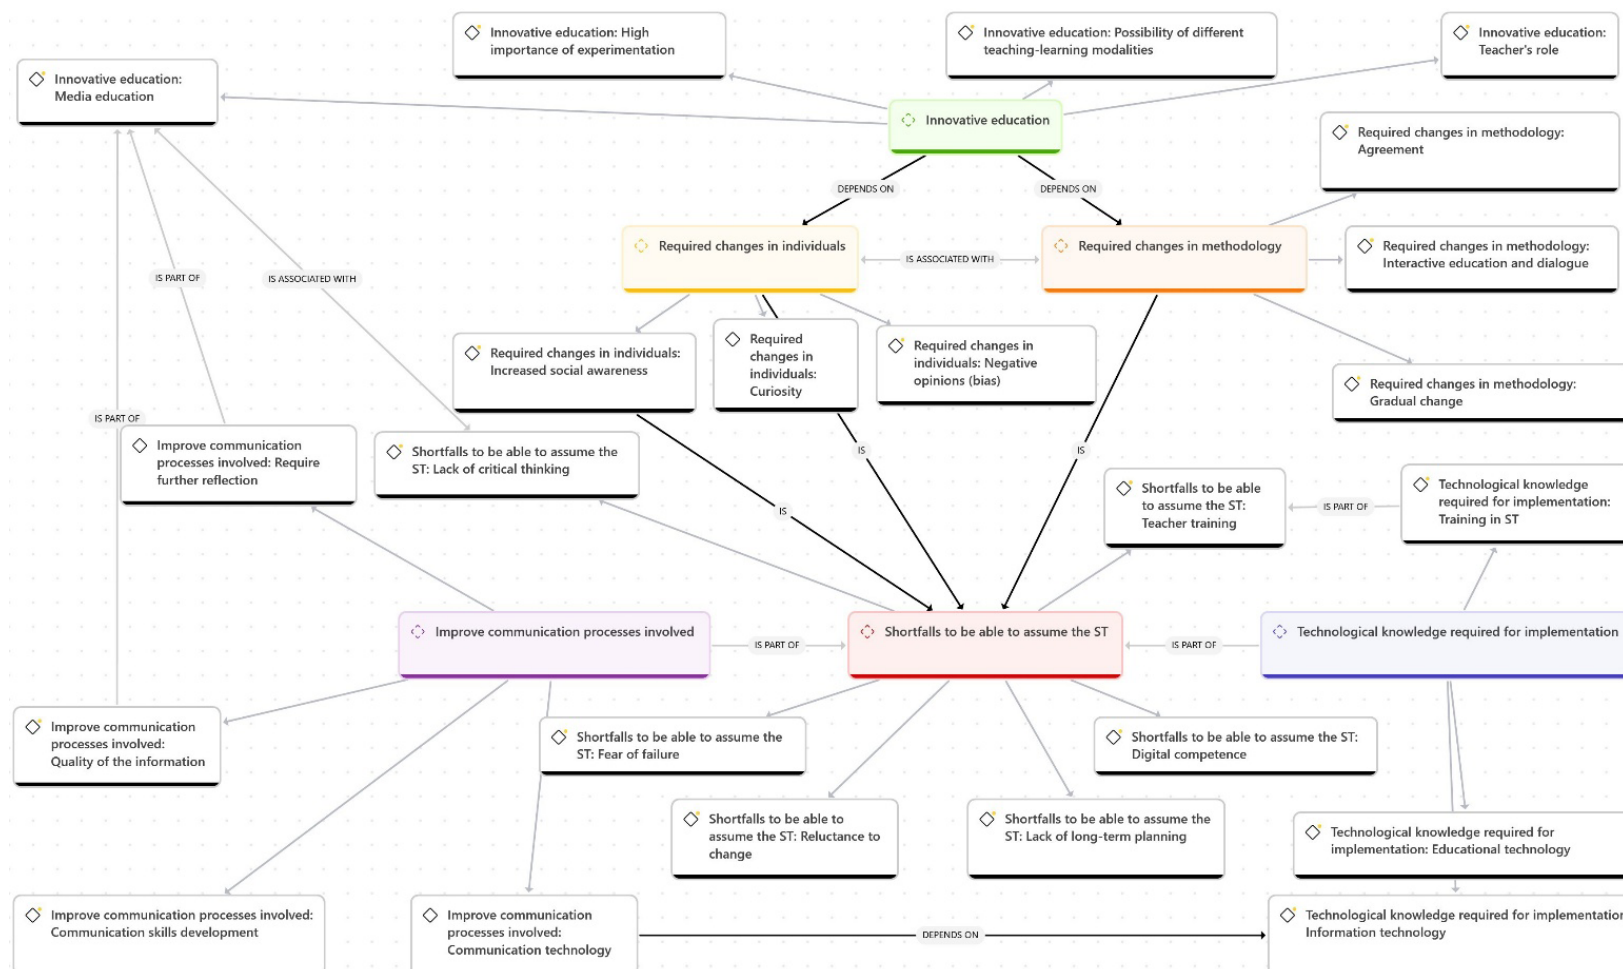 Innovative education: High
importance of experimentation
Innovative education: Possibility of different
teaching-learning modalities
Innovative education:
Teacher's role
Innovative education:
Media education
Innovative education
Required changes in methodology:
Agreement
DEPENDS ON
DEPENDS ON
Required changes in individuals
IS ASSOCIATED WITH
Required changes in methodology
Required changes in methodology:
Interactive education and dialogue
IS PART OF
IS ASSOCIATED WITH
Required changes in individuals:
Increased social awareness
Required
changes in
individuals:
Curiosity
Required changes in
individuals: Negative
opinions (bias)
Required changes in methodology:
Gradual change
IS PART OF
Improve communication
processes involved: Require
further reflection
Shortfalls to be able to assume the
ST: Lack of critical thinking
IS
IS
IS
Shortfalls to be able
to assume the ST:
Teacher training
IS PART OF
Technological knowledge
required for implementation:
Training in ST
Improve communication processes involved
IS PART OF
Shortfalls to be able to assume the ST
IS PART OF
Technological knowledge required for implementation
Improve communication
processes involved:
Quality of the information
Shortfalls to be able to assume the
ST: Fear of failure
Shortfalls to be able to assume the ST:
Digital competence
Shortfalls to be able to
assume the ST: Reluctance to
change
Shortfalls to be able to assume the
ST: Lack of long-term planning
Technological knowledge required for
implementation: Educational technology
Improve communication processes involved:
Communication skills development
Improve communication
processes involved:
Communication technology
DEPENDS ON
Technological knowledge required for implementation
Information technology